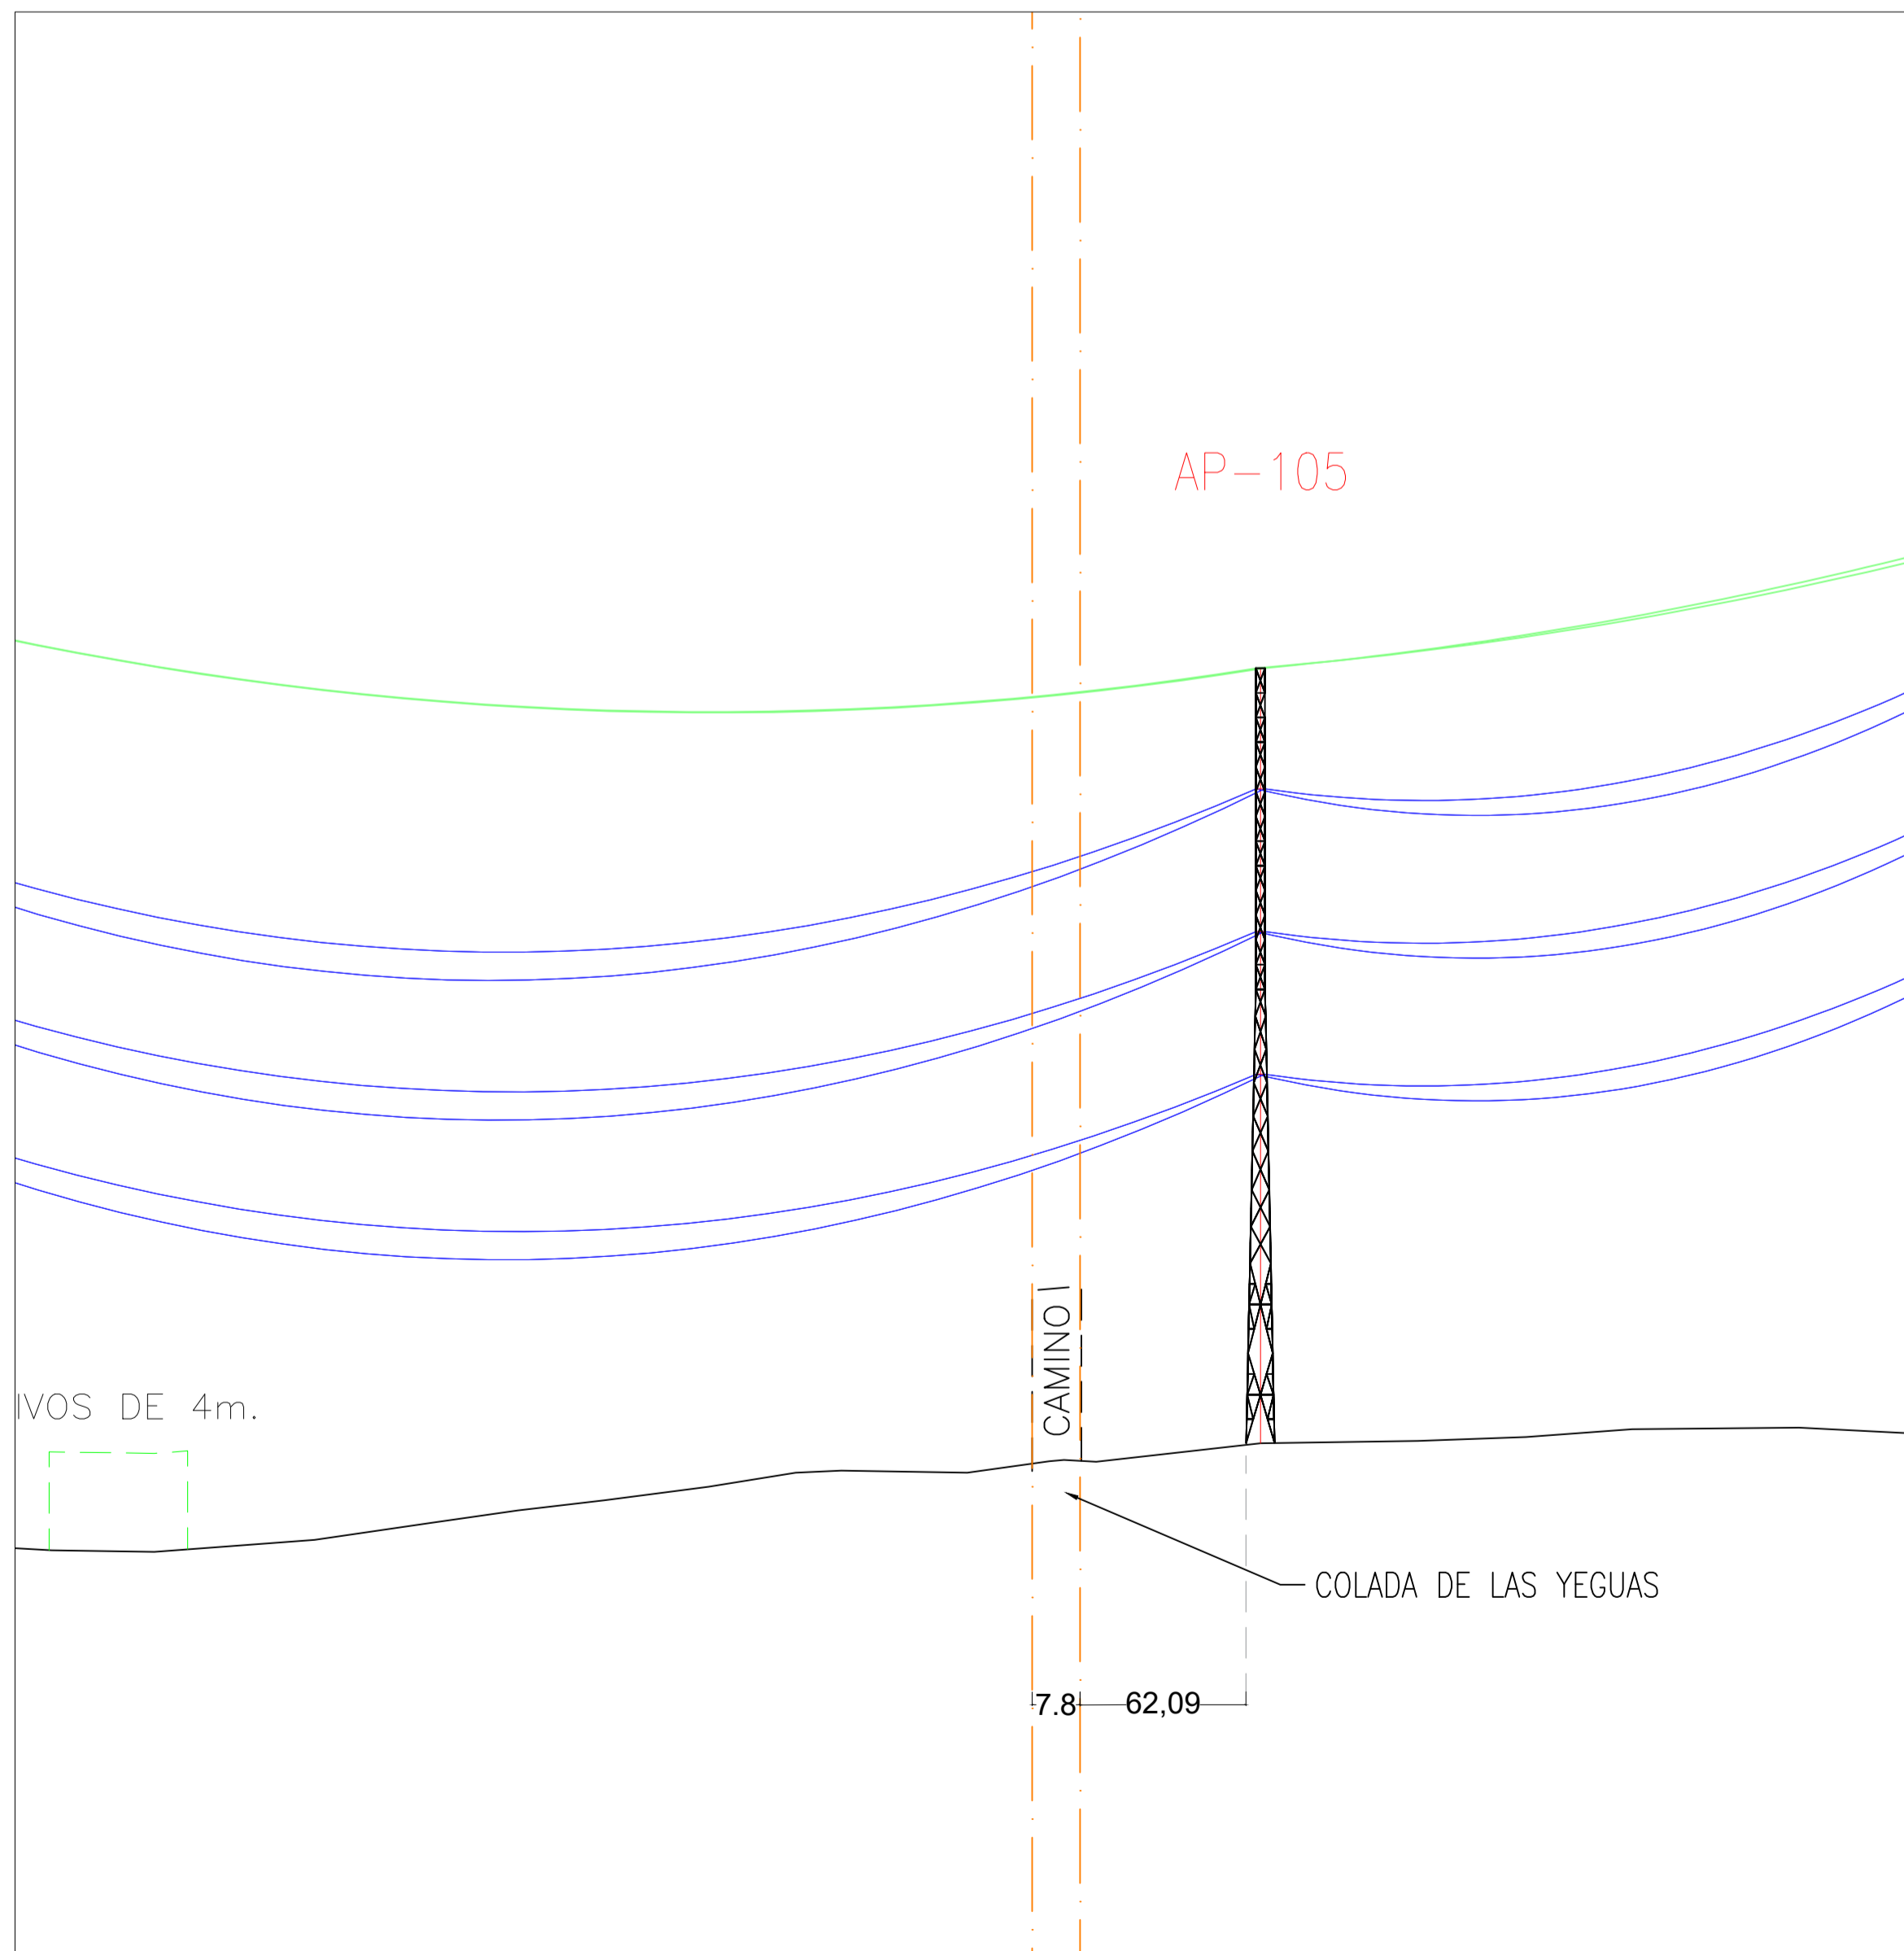 AP-105
CAMINO
IVOS DE 4m.
COLADA DE LAS YEGUAS
7.8
62,09